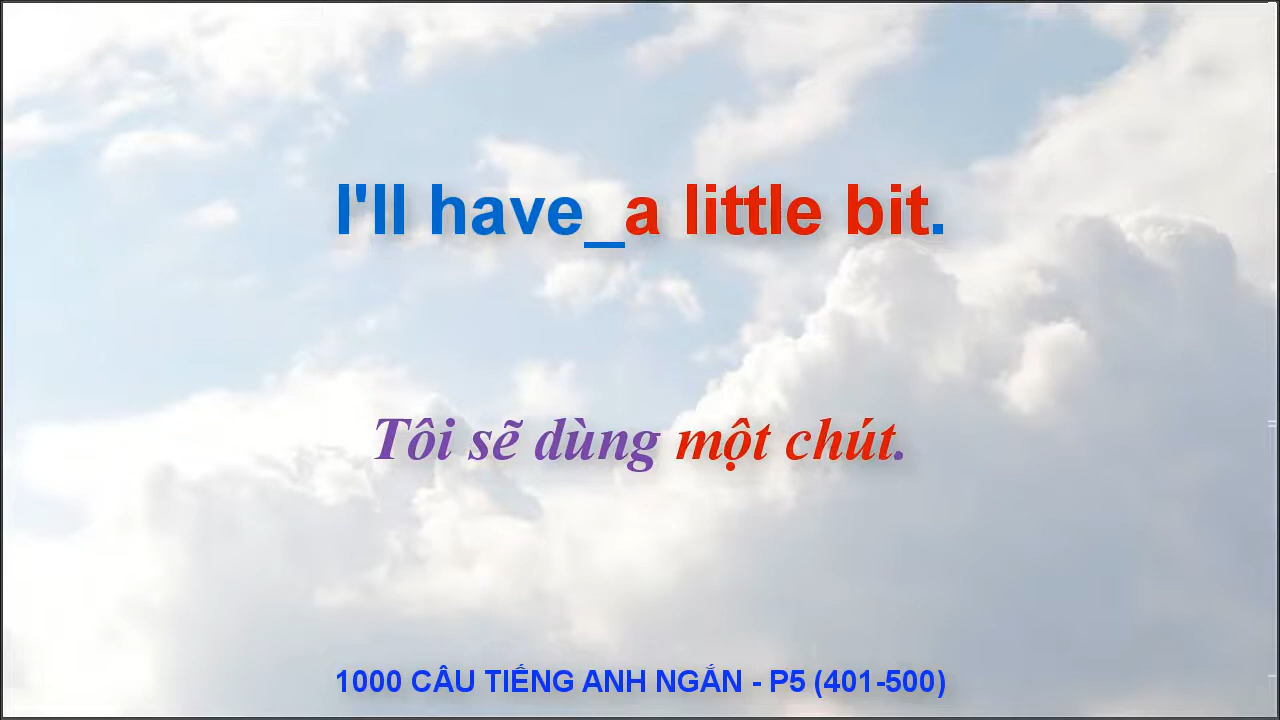 I'll have_a little bit.
Tôi sẽ dùng một chút.
1000 CÂU TIẾNG ANH NGẮN - P5 (401-500)